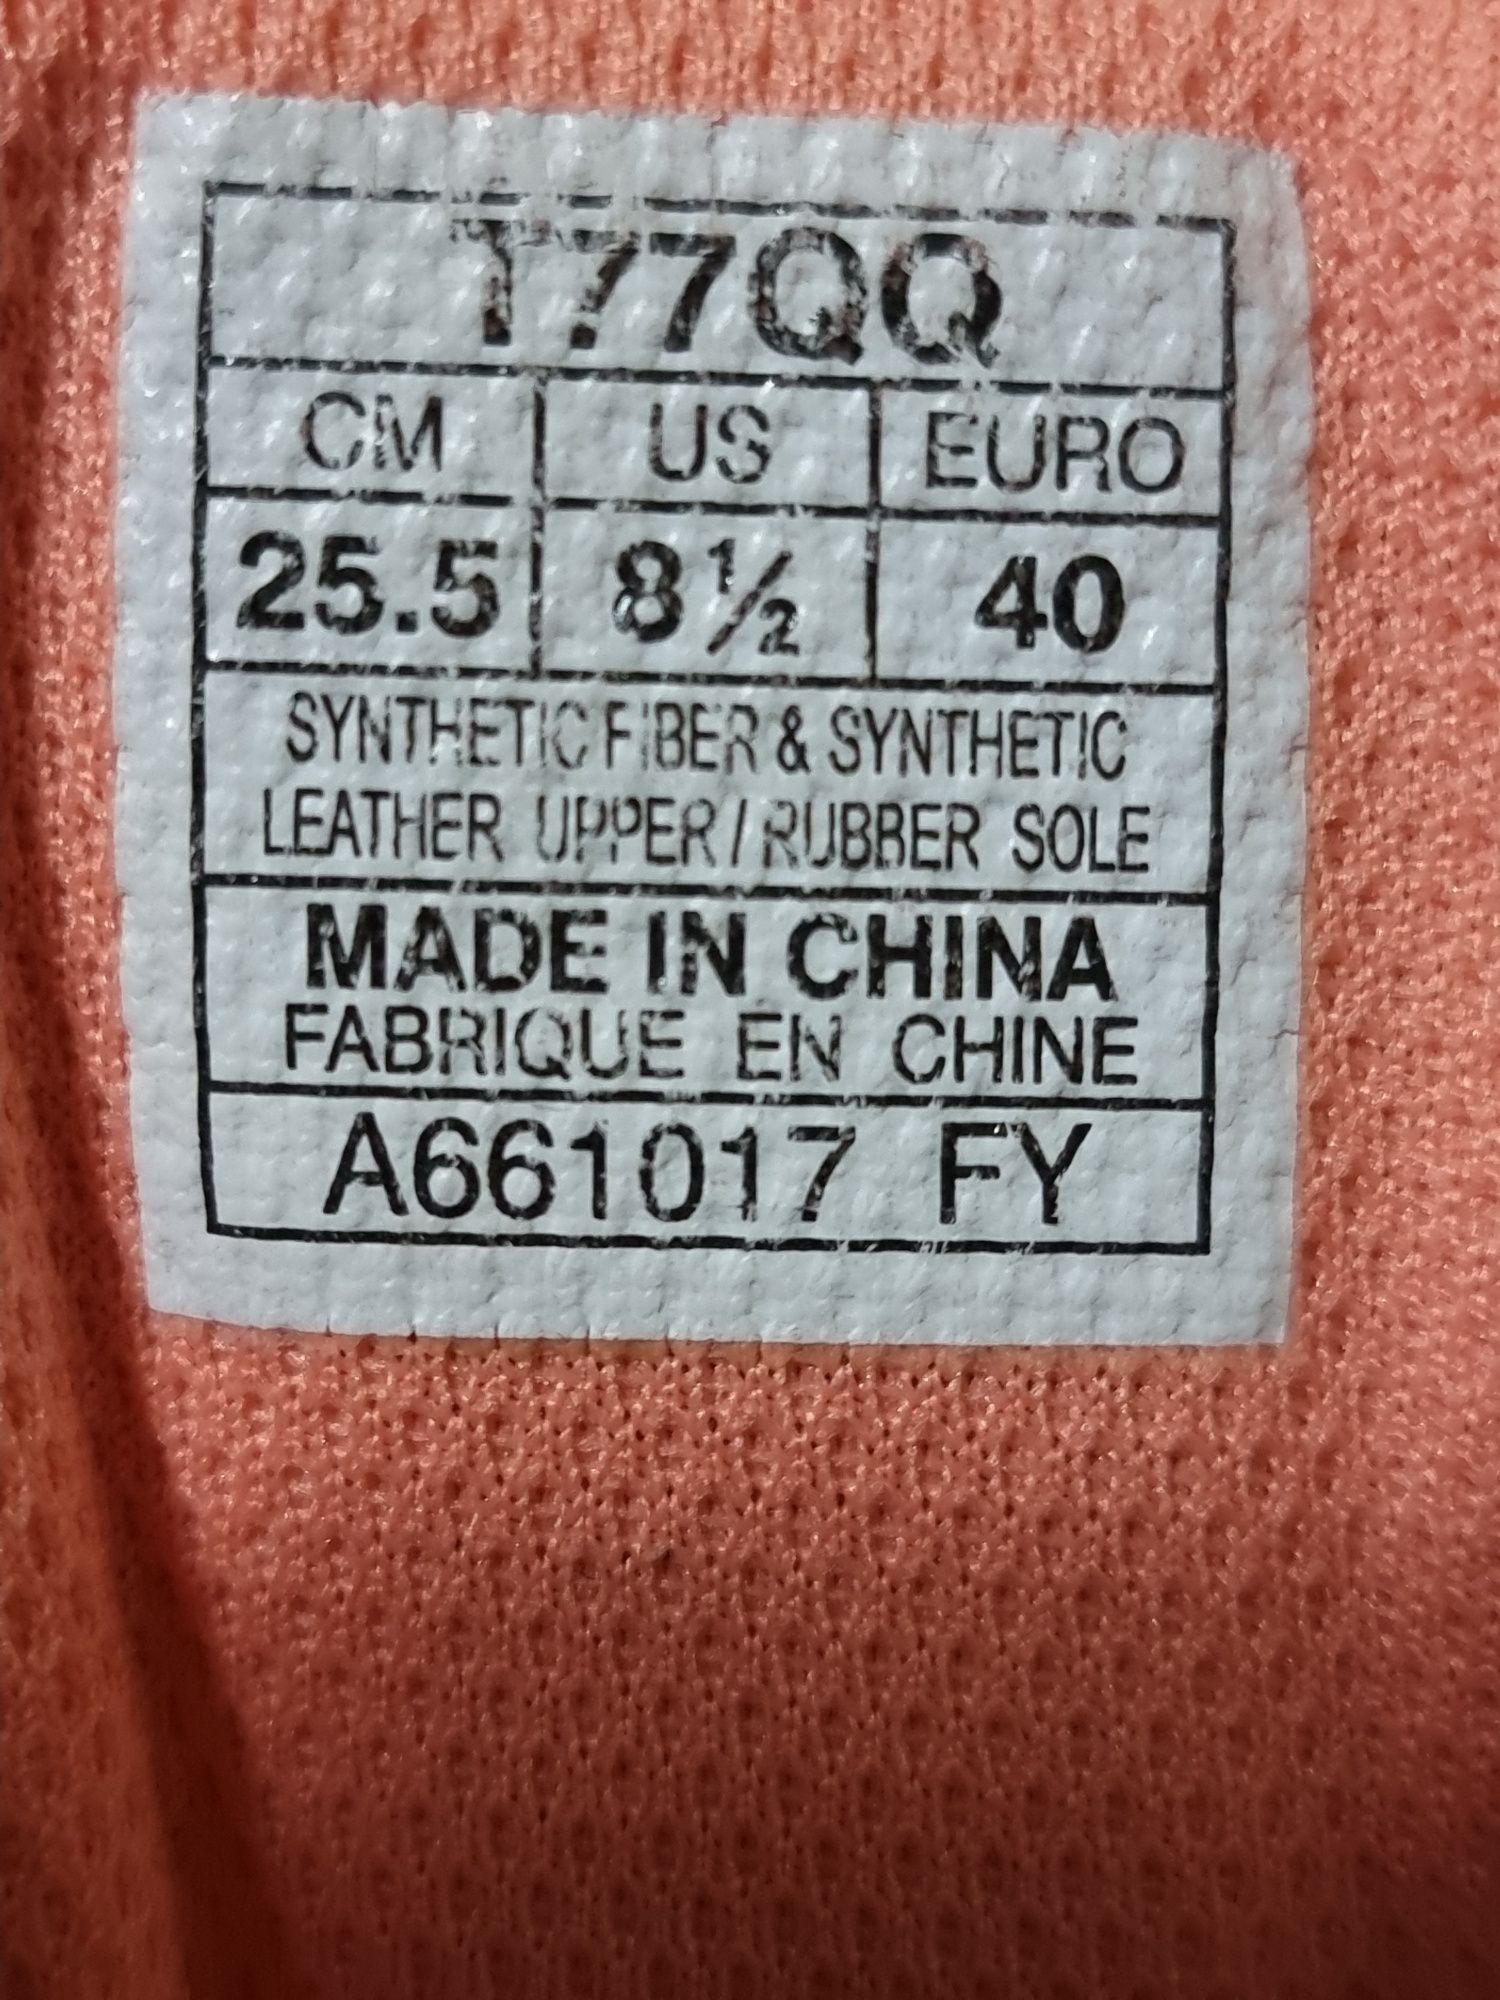 T77QQ
CM US EURO
25.5 8½ 40
SYNTHETIC FIBER & SYNTHETIC
LEATHER UPPER / RUBBER SOLE
MADE IN CHINA
FABRIQUE EN CHINE
A661017 FY